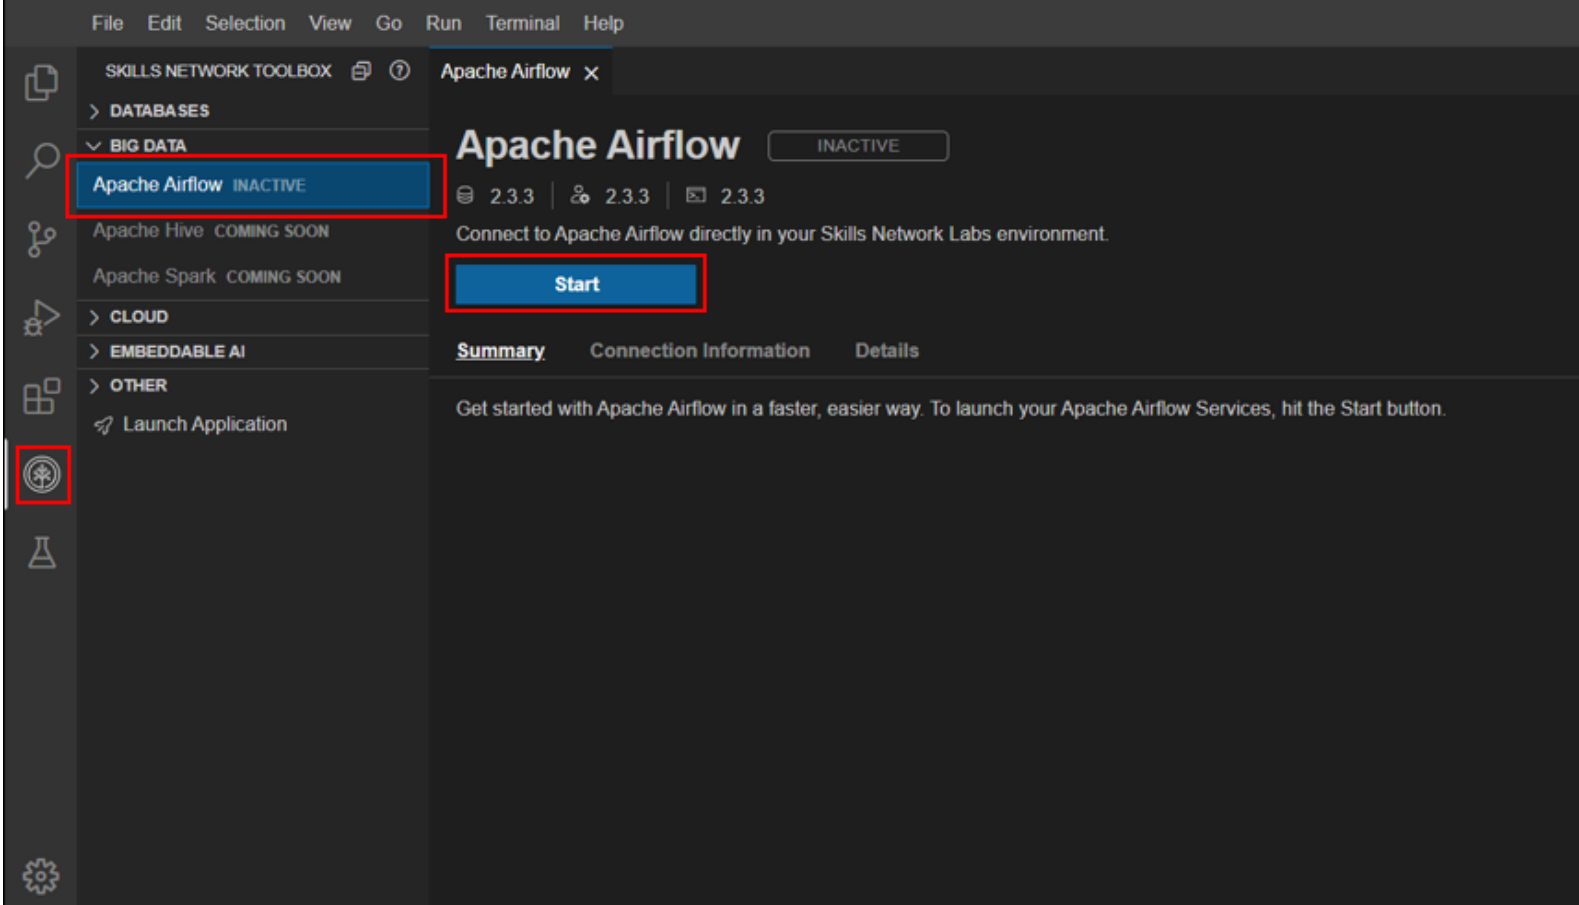 File Edit Selection View Go Run Terminal Help
SKILLS NETWORK TOOLBOX
DATABASES
BIG DATA
Apache Airflow INACTIVE
Apache Hive COMING SOON
Apache Spark COMING SOON
CLOUD
EMBEDDABLE AI
OTHER
Launch Application
Apache Airflow
Apache Airflow INACTIVE
2.3.3 2.3.3 2.3.3
Connect to Apache Airflow directly in your Skills Network Labs environment.
Start
Summary Connection Information Details
Get started with Apache Airflow in a faster, easier way. To launch your Apache Airflow Services, hit the Start button.